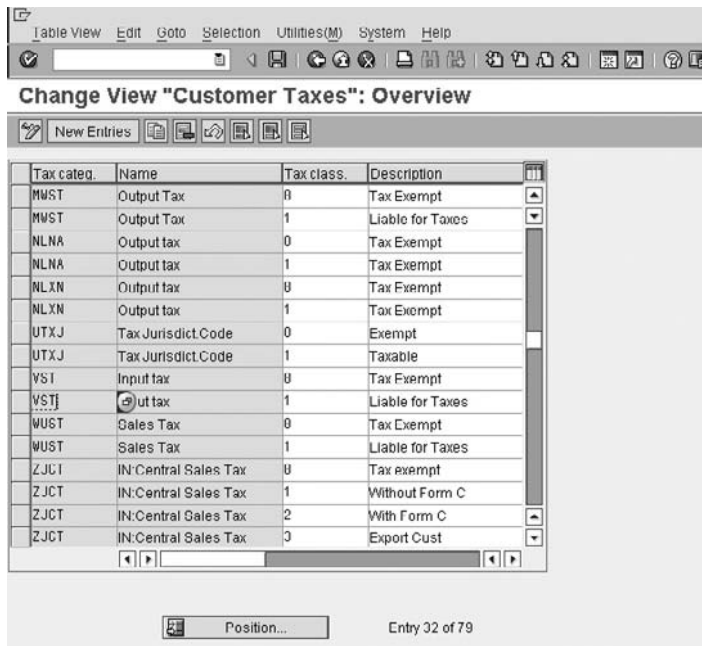 Table View Edit Goto Selection Utilities(M) System Help
Change View "Customer Taxes": Overview
New Entries
Tax categ. Name Tax class. Description
MWST Output Tax 0 Tax Exempt
MWST Output Tax 1 Liable for Taxes
NLNA Output tax 0 Tax Exempt
NLNA Output tax 1 Tax Exempt
NLXN Output tax 0 Tax Exempt
NLXN Output tax 1 Tax Exempt
UTXJ Tax Jurisdict.Code 0 Exempt
UTXJ Tax Jurisdict.Code 1 Taxable
VST Input tax 0 Tax Exempt
VST ut tax 1 Liable for Taxes
WUST Sales Tax 0 Tax Exempt
WUST Sales Tax 1 Liable for Taxes
ZJCT IN:Central Sales Tax 0 Tax exempt
ZJCT IN:Central Sales Tax 1 Without Form C
ZJCT IN:Central Sales Tax 2 With Form C
ZJCT IN:Central Sales Tax 3 Export Cust
Position... Entry 32 of 79